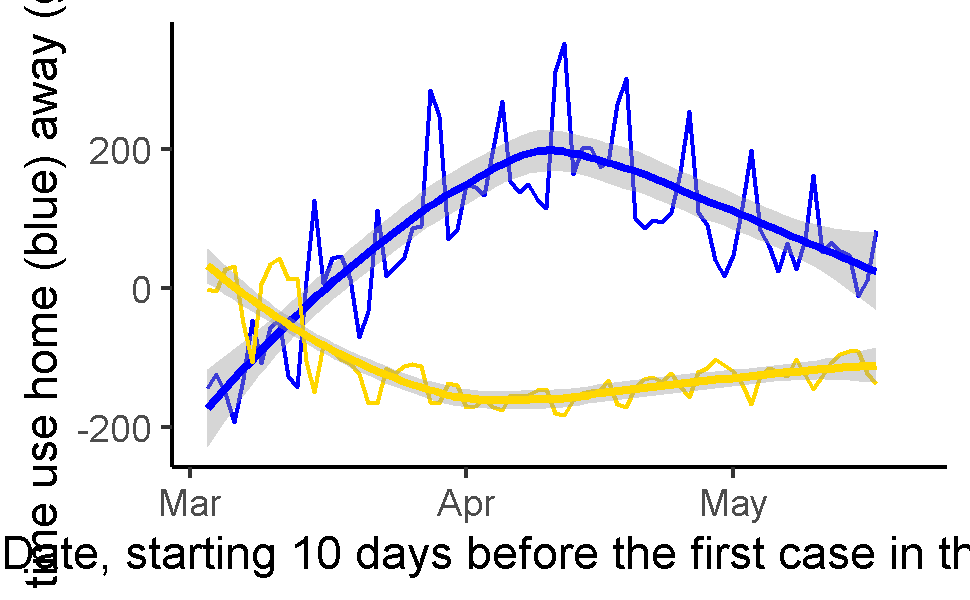 time use home (blue) away (
200
0
-200
Mar Apr May
Date, starting 10 days before the first case in th